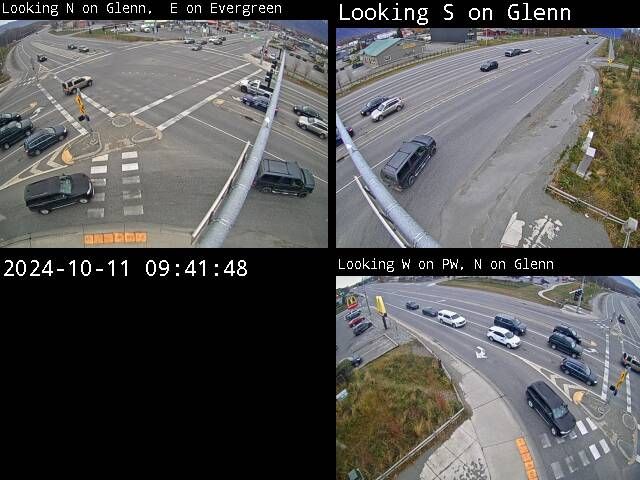 Looking N on Glenn,  E on Evergreen
Looking S on Glenn
2024-10-11 09:41:48
Looking W on PW, N on Glenn